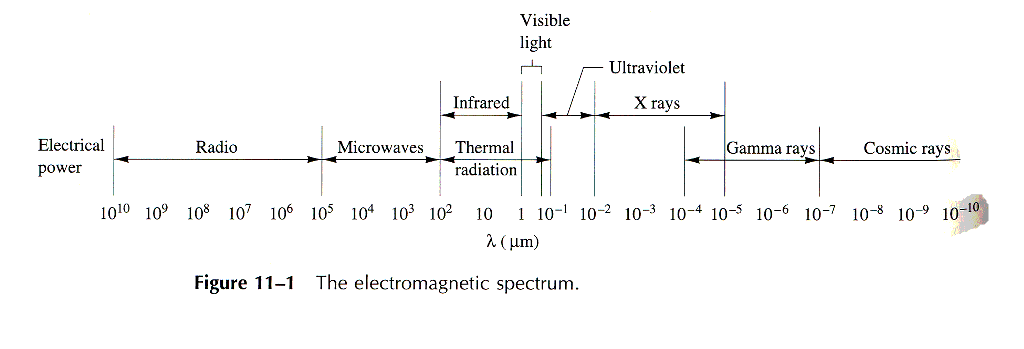 Visible
light
Ultraviolet
Infrared
X rays
Electrical
power
Radio
Microwaves
Thermal
radiation
Gamma rays
Cosmic rays
10¹⁰ 10⁹ 10⁸ 10⁷ 10⁶ 10⁵ 10⁴ 10³ 10² 10 1 10⁻¹ 10⁻² 10⁻³ 10⁻⁴ 10⁻⁵ 10⁻⁶ 10⁻⁷ 10⁻⁸ 10⁻⁹ 10⁻¹⁰
λ (μm)
Figure 11–1 The electromagnetic spectrum.